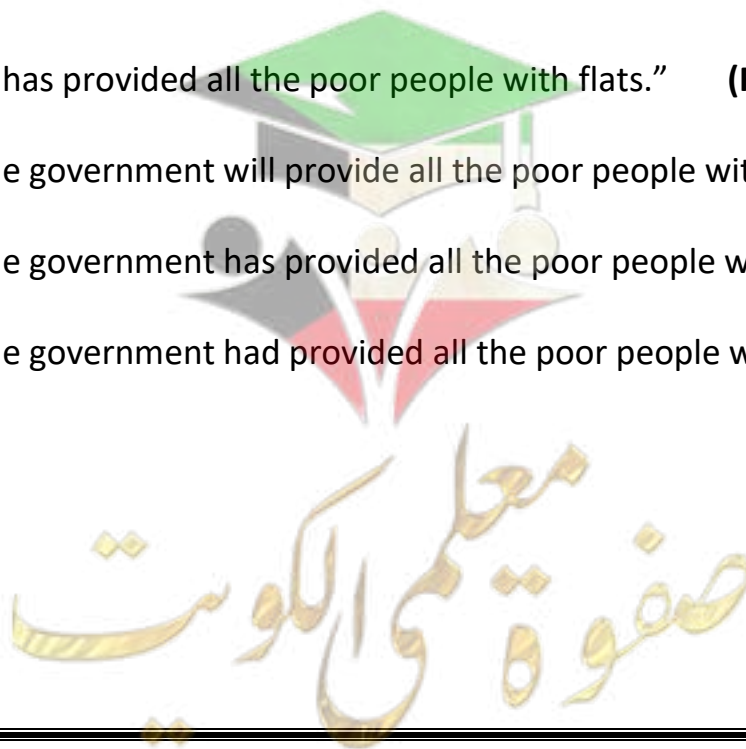 has provided all the poor people with flats.” (
e government will provide all the poor people wit
e government has provided all the poor people w
e government had provided all the poor people w
صفوة معلمى الكويت